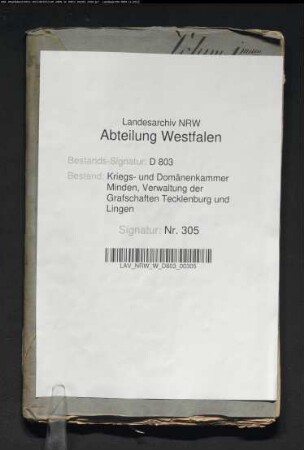 Volumen
Landesarchiv NRW
Abteilung Westfalen
Bestands-Signatur: D 803
Bestand: Kriegs- und Domänenkammer
Minden, Verwaltung der
Grafschaften Tecklenburg und
Lingen
Signatur: Nr. 305
LAV_NRW_W_D803_00305